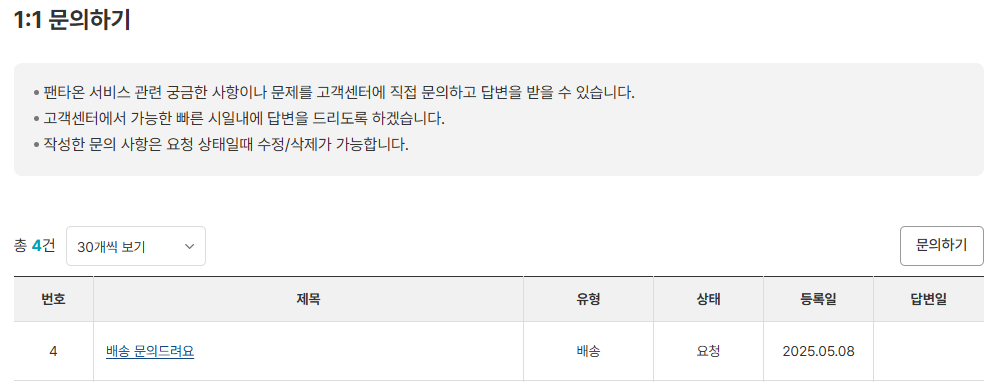 1:1 문의하기
• 팬타온 서비스 관련 궁금한 사항이나 문제를 고객센터에 직접 문의하고 답변을 받을 수 있습니다.
• 고객센터에서 가능한 빠른 시일내에 답변을 드리도록 하겠습니다.
• 작성한 문의 사항은 요청 상태일때 수정/삭제가 가능합니다.
총 4건 30개씩 보기 문의하기
번호 제목 유형 상태 등록일 답변일
4 배송 문의드려요 배송 요청 2025.05.08